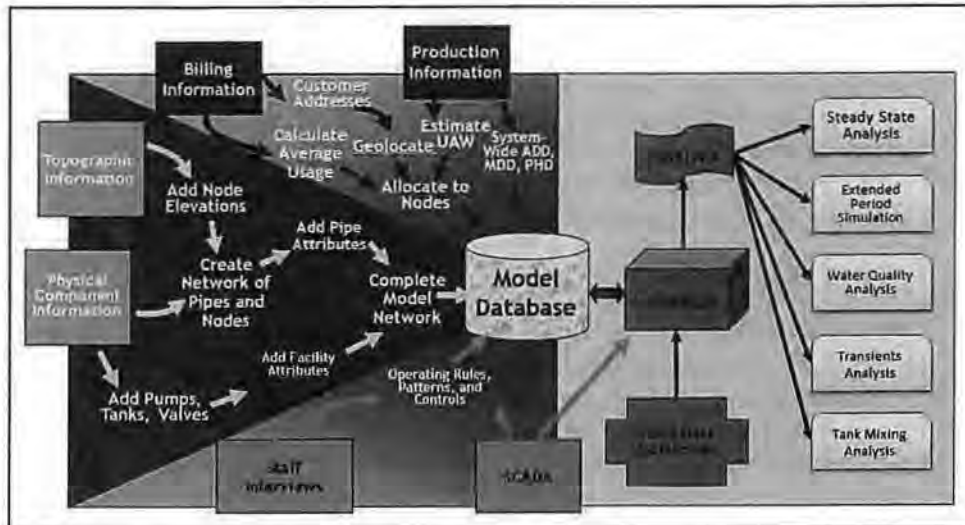 Billing
Information
Production
Information
Customer
Addresses
Calculate
Average
Usage
Geolocate
Estimate
UAW
System-
Wide ADD,
MDD, PHD
Allocate to
Nodes
Topographic
Information
Add Node
Elevations
Physical
Component
Information
Create
Network of
Pipes and
Nodes
Add Pipe
Attributes
Complete
Model
Network
Add Facility
Attributes
Add Pumps,
Tanks, Valves
Model
Database
Operating Rules,
Patterns, and
Controls
Staff
Interviews
SCADA
Steady State
Analysis
Extended
Period
Simulation
Water Quality
Analysis
Transients
Analysis
Tank Mixing
Analysis